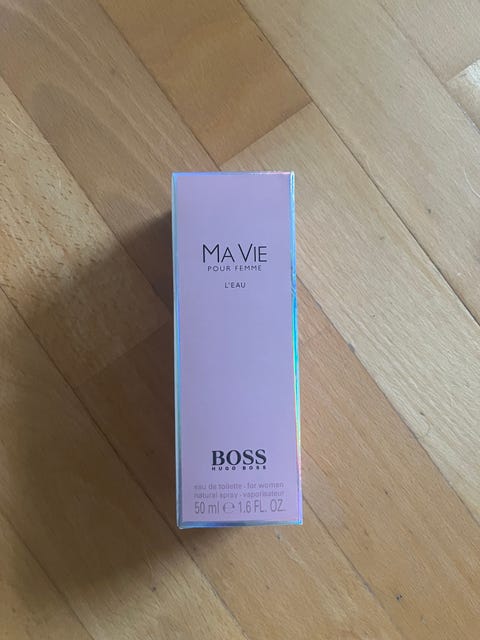 MA VIE
POUR FEMME
L'EAU
BOSS
HUGO BOSS
eau de toilette - for woman
natural spray - vaporisateur
50 ml ℮ 1.6 FL. OZ.